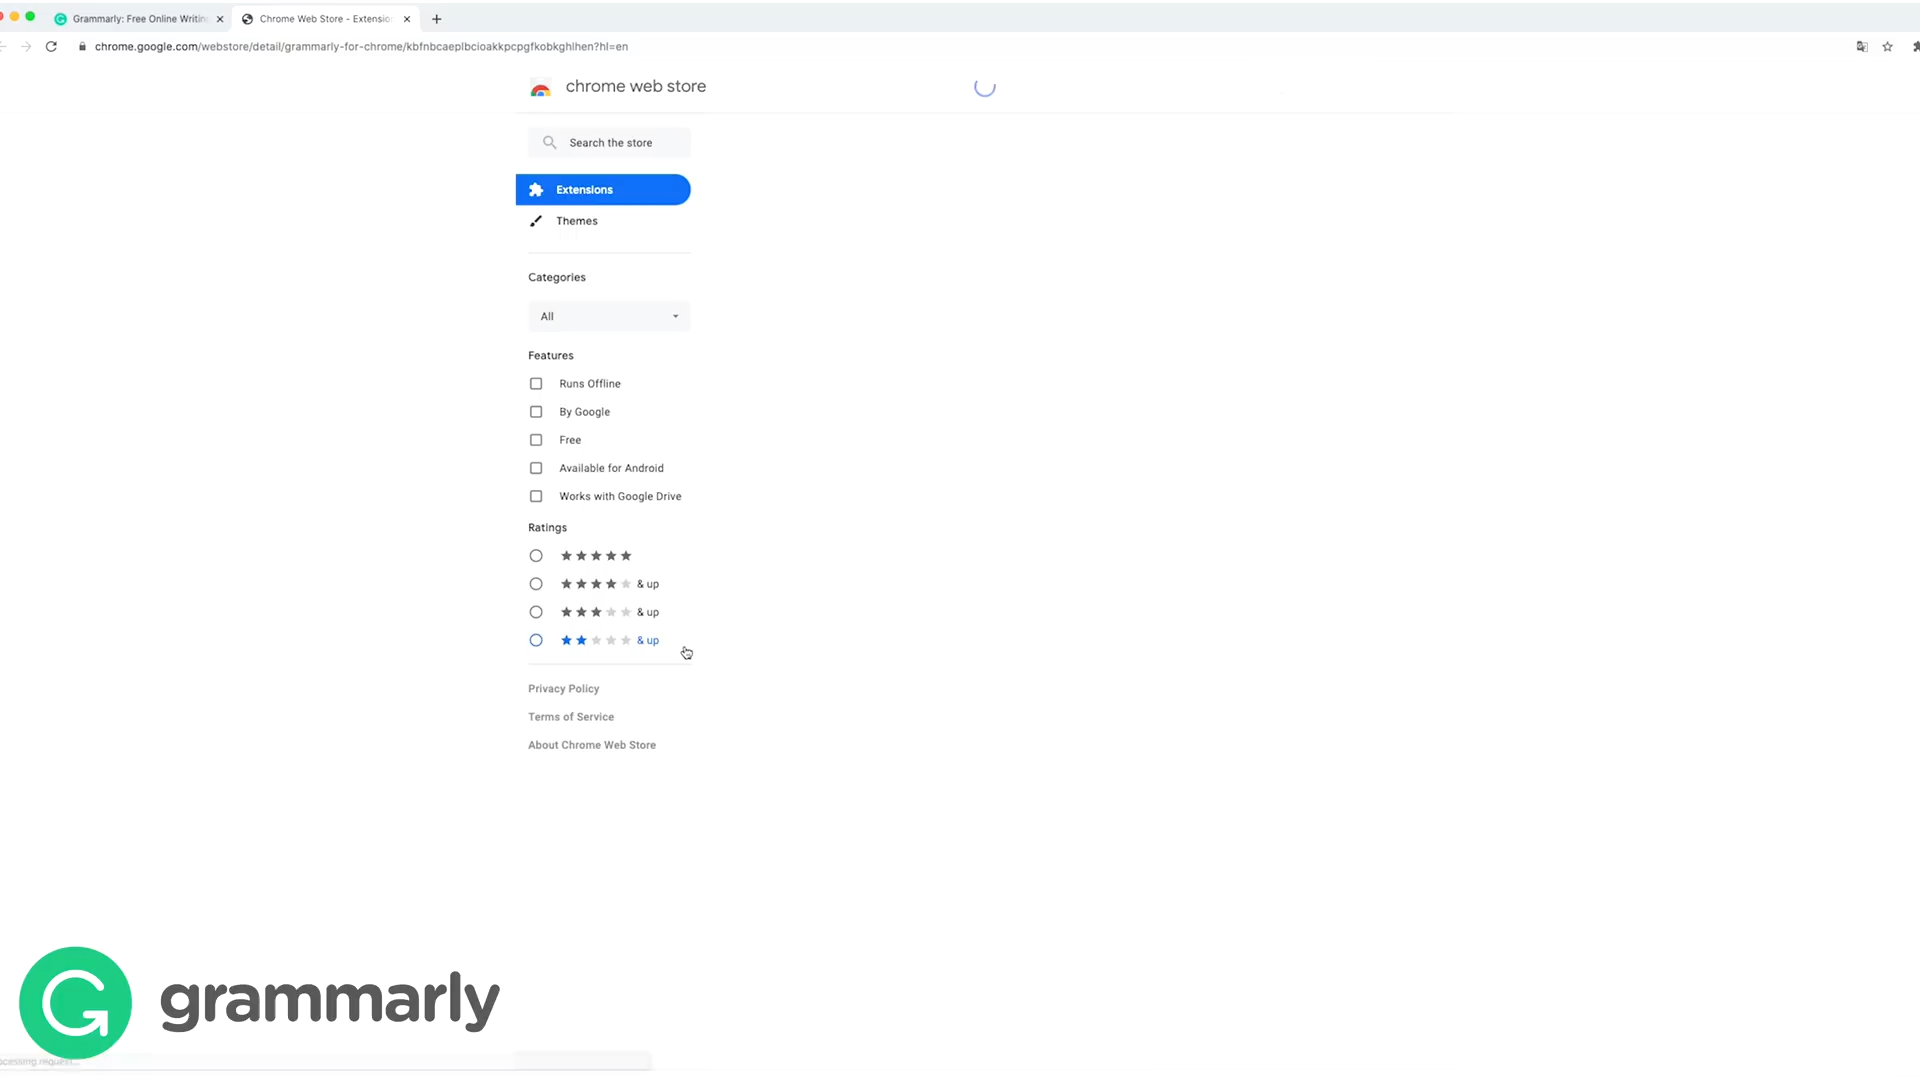 Grammarly: Free Online Writin
Chrome Web Store - Extensio
chrome.google.com/webstore/detail/grammarly-for-chrome/kbfnbcaeplbcioakkpcpgfkobkghlhen?hl=en
chrome web store
Search the store
Extensions
Themes
Categories
All
Features
Runs Offline
By Google
Free
Available for Android
Works with Google Drive
Ratings
& up
& up
& up
Privacy Policy
Terms of Service
About Chrome Web Store
grammarly
ocessing request...